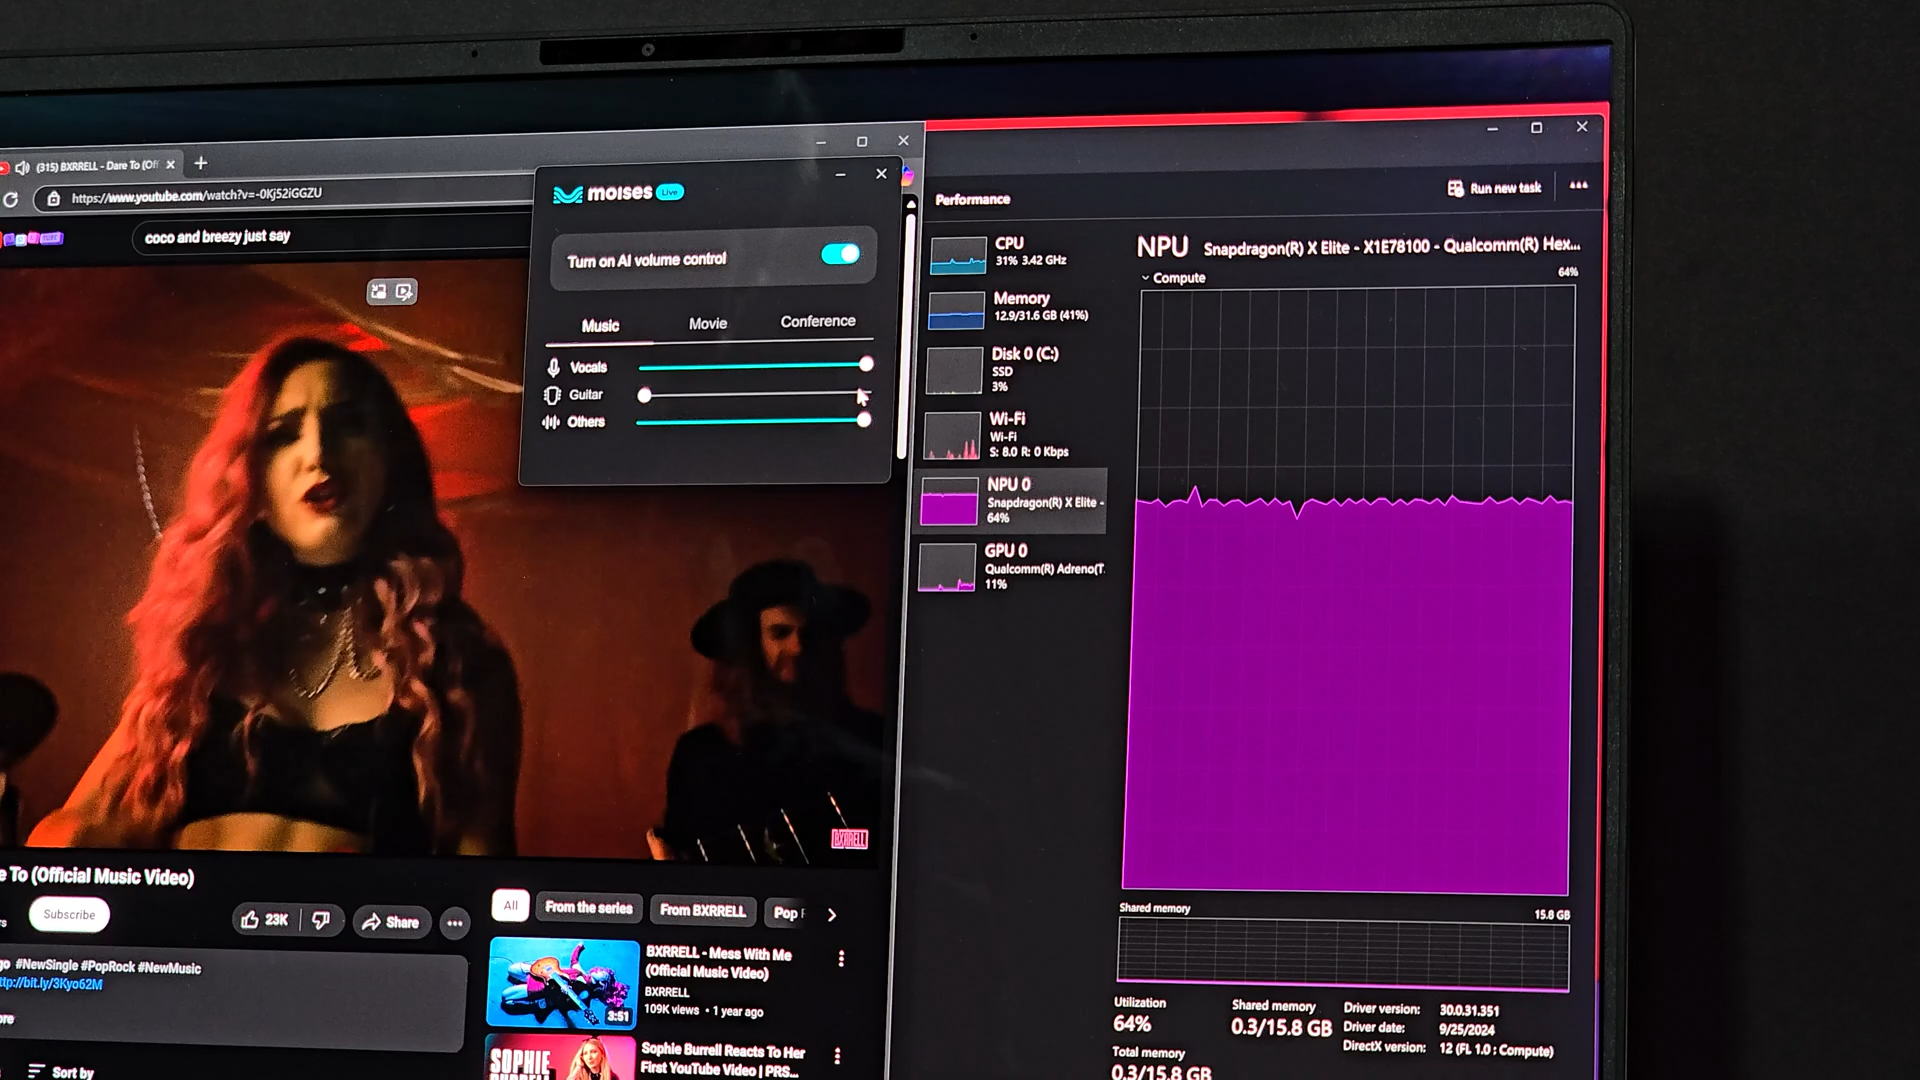 (315) BXRRELL - Dare To (Off
https://www.youtube.com/watch?v=-0Kj52iGGZU
coco and breezy just say
moises Live
Turn on AI volume control
Music Movie Conference
Vocals
Guitar
Others
BXRRELL
e To (Official Music Video)
Subscribe
23K
Share
go #NewSingle #PopRock #NewMusic
ttp://bit.ly/3Kyo62M
ore
Sort by
All From the series From BXRRELL Pop
3:51
BXRRELL - Mess With Me
(Official Music Video)
BXRRELL
109K views • 1 year ago
SOPHIE
Sophie Burrell Reacts To Her
First YouTube Video | PRS...
Performance
Run new task
CPU
31% 3.42 GHz
Memory
12.9/31.6 GB (41%)
Disk 0 (C:)
SSD
3%
Wi-Fi
Wi-Fi
S: 8.0 R: 0 Kbps
NPU 0
Snapdragon(R) X Elite -
64%
GPU 0
Qualcomm(R) Adreno(T
11%
NPU Snapdragon(R) X Elite - X1E78100 - Qualcomm(R) Hex...
Compute 64%
Shared memory 15.8 GB
Utilization
64%
Shared memory
0.3/15.8 GB
Driver version: 30.0.31.351
Driver date: 9/25/2024
DirectX version: 12 (FL 1.0 : Compute)
Total memory
0.3/15.8 GB